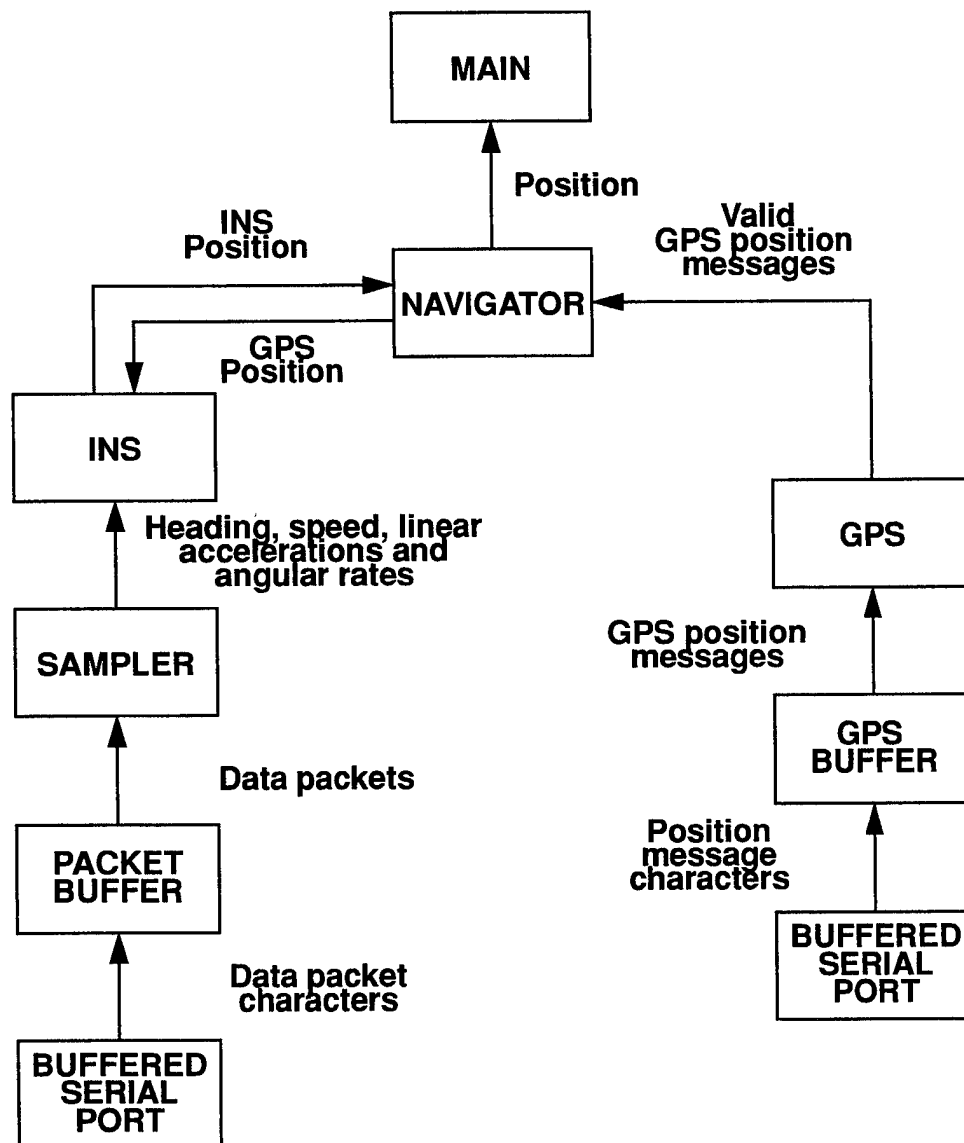 MAIN
Position
INS
Position
Valid
GPS position
messages
NAVIGATOR
GPS
Position
INS
Heading, speed, linear
accelerations and
angular rates
GPS
SAMPLER
GPS position
messages
GPS
BUFFER
Data packets
Position
message
characters
PACKET
BUFFER
BUFFERED
SERIAL
PORT
Data packet
characters
BUFFERED
SERIAL
PORT